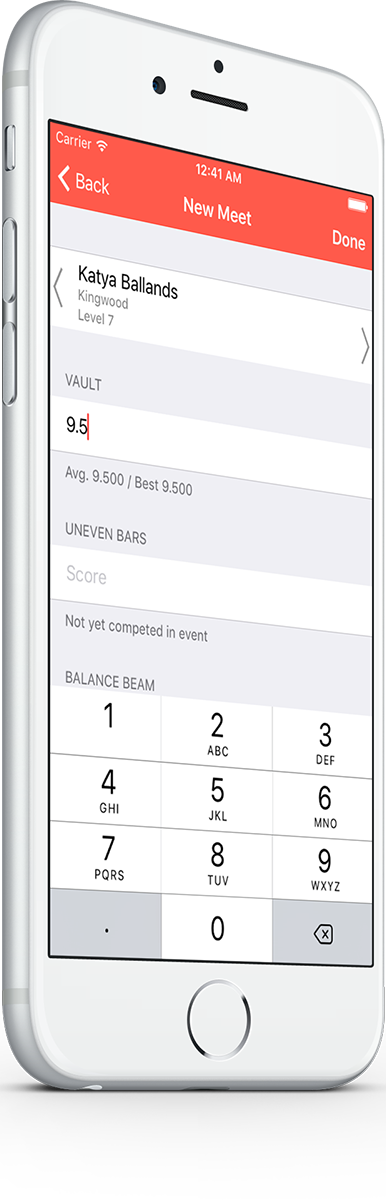 Carrier
12:41 AM
Back
New Meet
Done
Katya Ballands
Kingwood
Level 7
VAULT
9.5
Avg. 9.500 / Best 9.500
UNEVEN BARS
Score
Not yet competed in event
BALANCE BEAM
1
2
3
ABC
DEF
4
5
6
GHI
JKL
MNO
7
8
9
PQRS
TUV
WXYZ
.
0